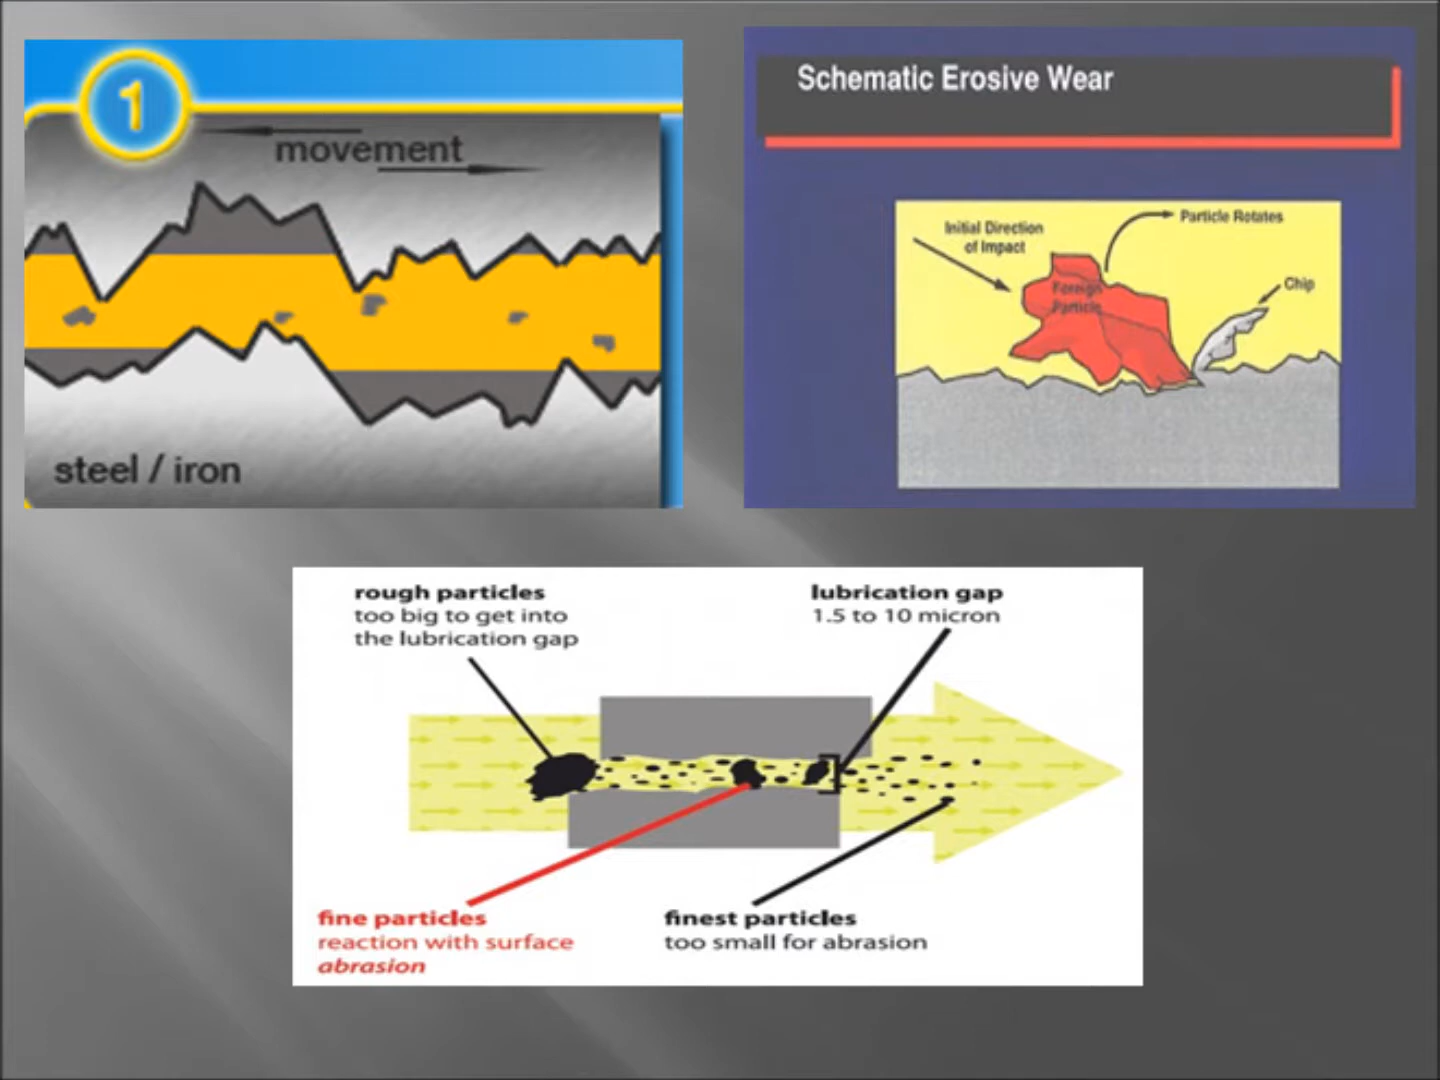 1
movement
steel / iron
Schematic Erosive Wear
Initial Direction
of Impact
Particle Rotates
Foreign
Particle
Chip
rough particles
too big to get into
the lubrication gap
lubrication gap
1.5 to 10 micron
fine particles
reaction with surface
abrasion
finest particles
too small for abrasion